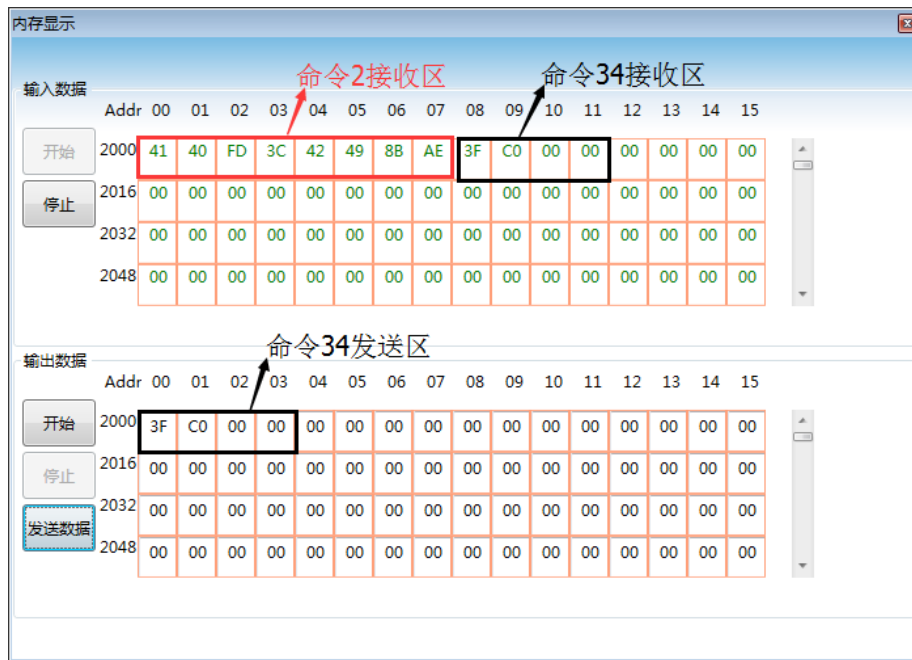 内存显示
命令2接收区 命令34接收区
输入数据
Addr 00 01 02 03 04 05 06 07 08 09 10 11 12 13 14 15
开始 2000 41 40 FD 3C 42 49 8B AE 3F C0 00 00 00 00 00 00
停止 2016 00 00 00 00 00 00 00 00 00 00 00 00 00 00 00 00
2032 00 00 00 00 00 00 00 00 00 00 00 00 00 00 00 00
2048 00 00 00 00 00 00 00 00 00 00 00 00 00 00 00 00
命令34发送区
输出数据
Addr 00 01 02 03 04 05 06 07 08 09 10 11 12 13 14 15
开始 2000 3F C0 00 00 00 00 00 00 00 00 00 00 00 00 00 00
停止 2016 00 00 00 00 00 00 00 00 00 00 00 00 00 00 00 00
发送数据 2032 00 00 00 00 00 00 00 00 00 00 00 00 00 00 00 00
2048 00 00 00 00 00 00 00 00 00 00 00 00 00 00 00 00